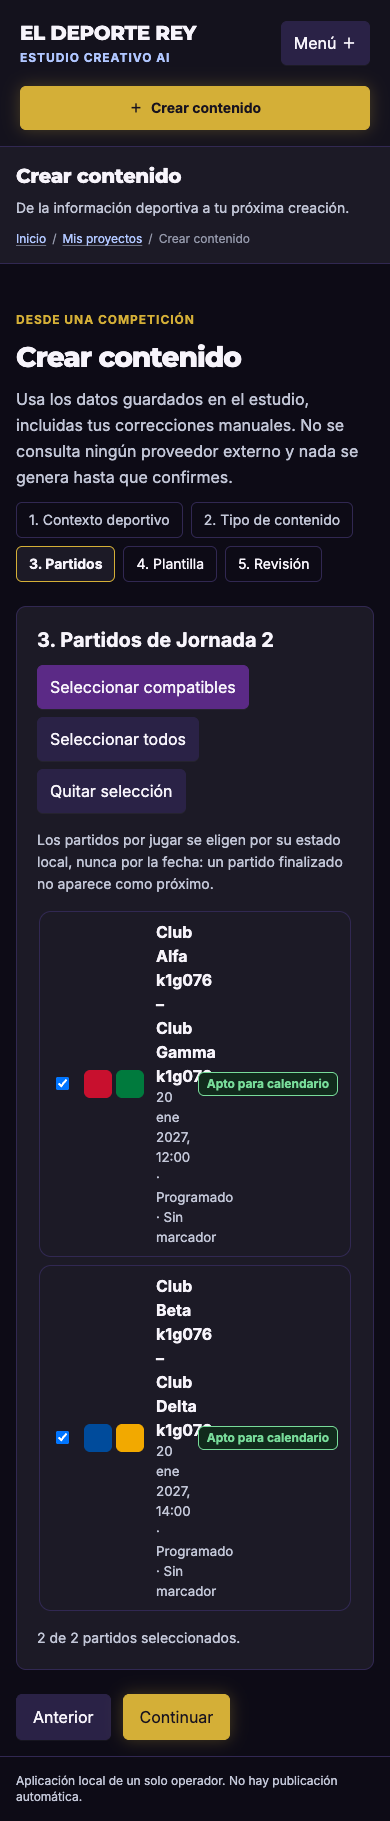 EL DEPORTE REY
ESTUDIO CREATIVO AI
Menú +
+ Crear contenido
Crear contenido
De la información deportiva a tu próxima creación.
Inicio / Mis proyectos / Crear contenido
DESDE UNA COMPETICIÓN
Crear contenido
Usa los datos guardados en el estudio,
incluidas tus correcciones manuales. No se
consulta ningún proveedor externo y nada se
genera hasta que confirmes.
1. Contexto deportivo
2. Tipo de contenido
3. Partidos
4. Plantilla
5. Revisión
3. Partidos de Jornada 2
Seleccionar compatibles
Seleccionar todos
Quitar selección
Los partidos por jugar se eligen por su estado
local, nunca por la fecha: un partido finalizado
no aparece como próximo.
Club
Alfa
k1g076
–
Club
Gamma
Apto para calendario
20
ene
2027,
12:00
·
Programado
· Sin
marcador
Club
Beta
k1g076
–
Club
Delta
Apto para calendario
20
ene
2027,
14:00
·
Programado
· Sin
marcador
2 de 2 partidos seleccionados.
Anterior
Continuar
Aplicación local de un solo operador. No hay publicación
automática.